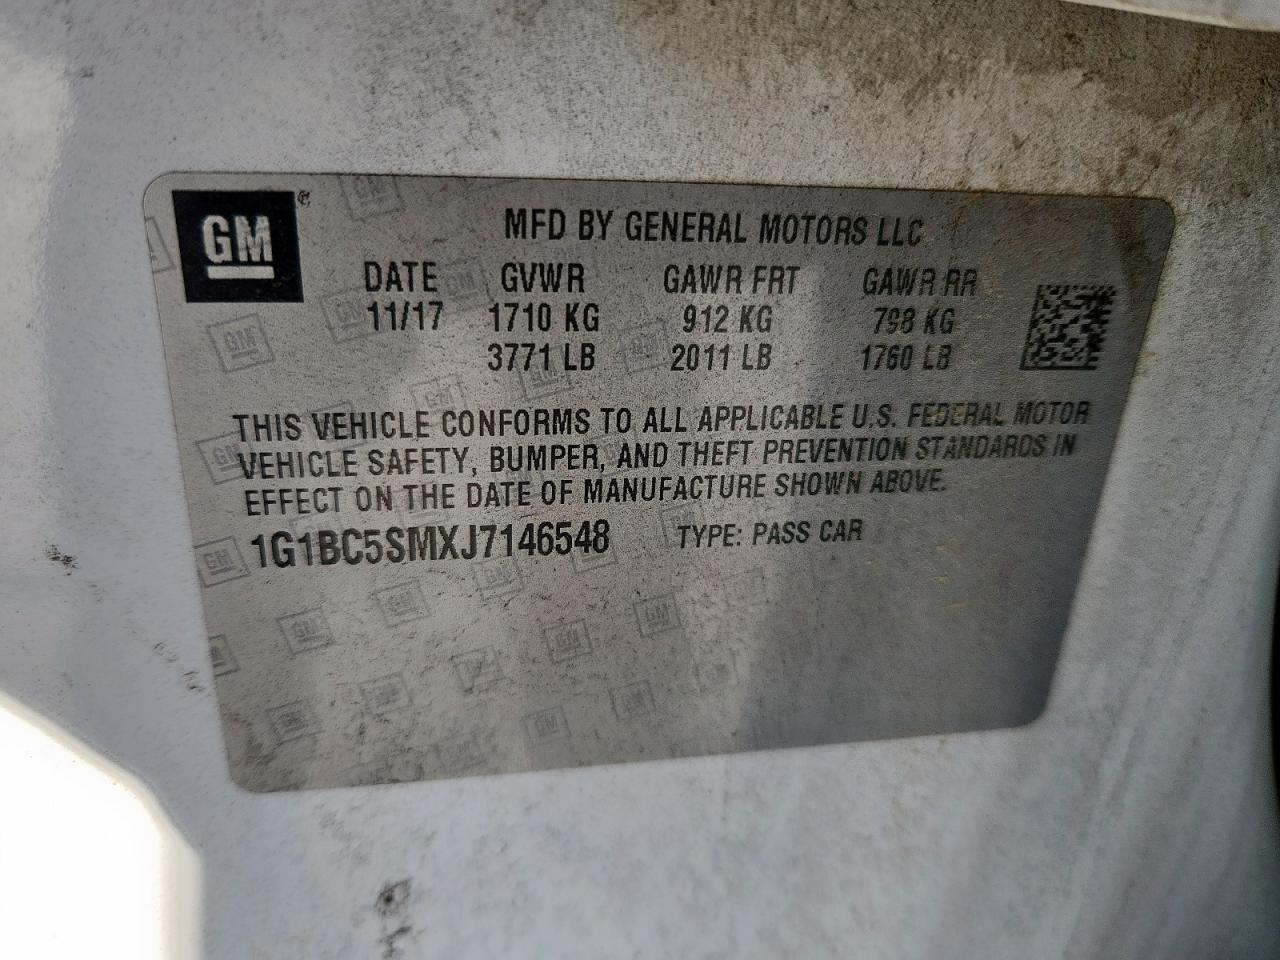 GM
MFD BY GENERAL MOTORS LLC
DATE GVWR GAWR FRT GAWR RR
11/17 1710 KG 912 KG 798 KG
3771 LB 2011 LB 1760 LB
THIS VEHICLE CONFORMS TO ALL APPLICABLE U.S. FEDERAL MOTOR
VEHICLE SAFETY, BUMPER, AND THEFT PREVENTION STANDARDS IN
EFFECT ON THE DATE OF MANUFACTURE SHOWN ABOVE.
1G1BC5SMXJ7146548 TYPE: PASS CAR